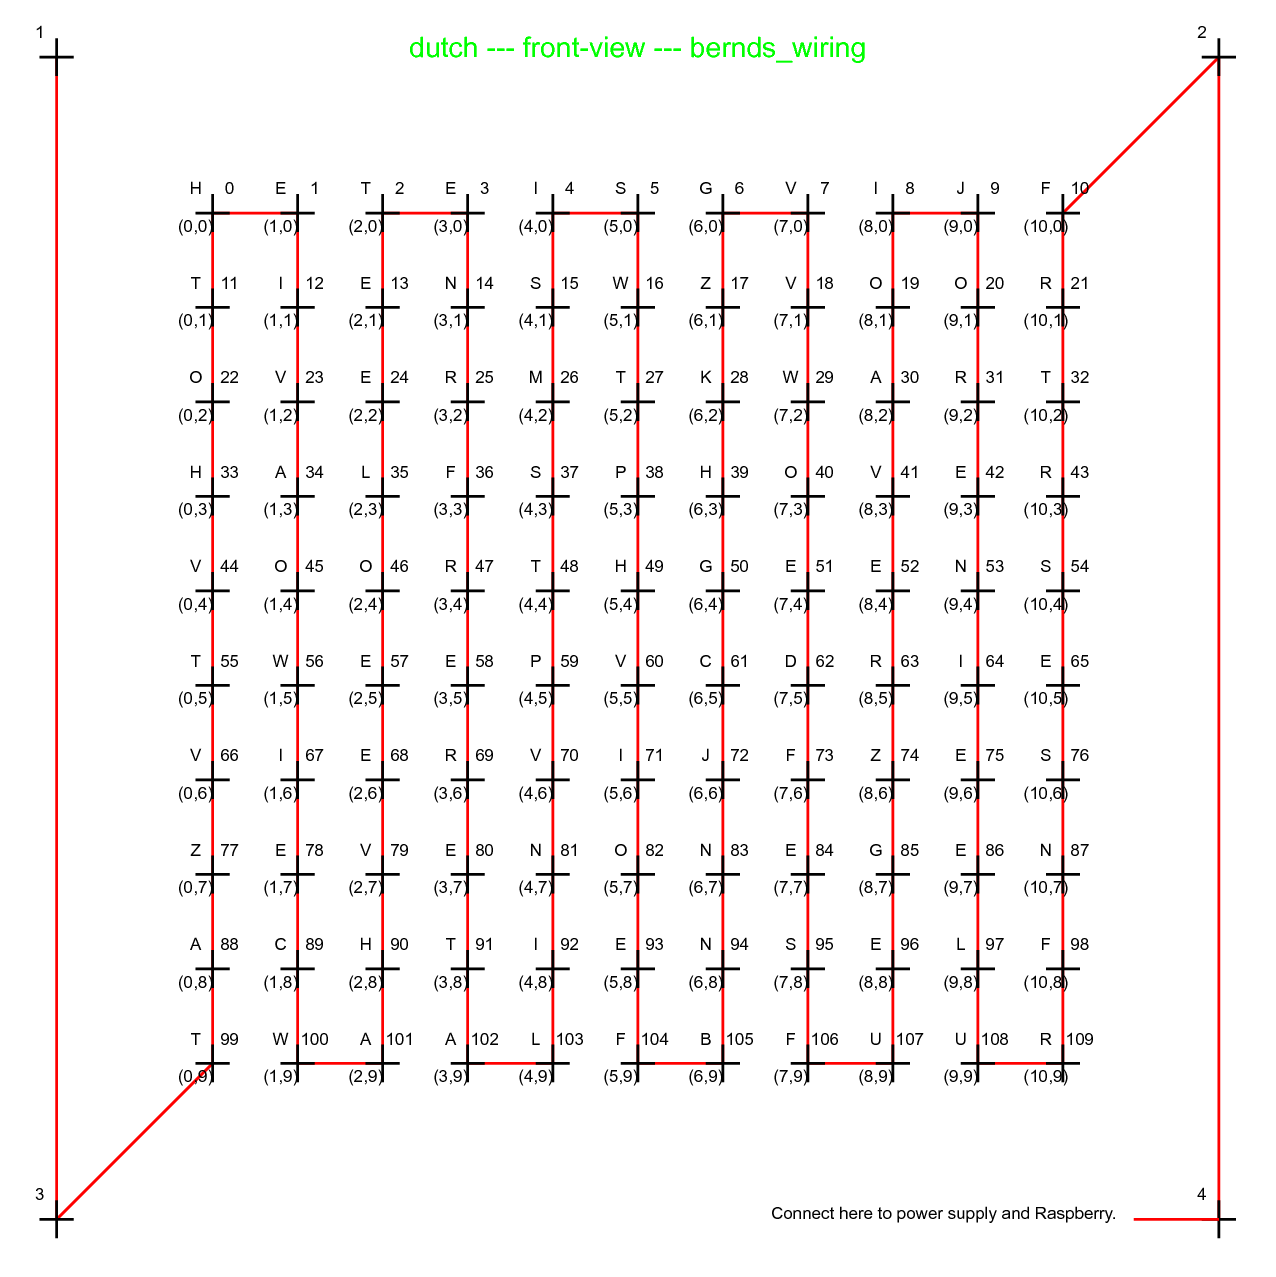 1
dutch --- front-view --- bernds_wiring
2
H 0 E 1 T 2 E 3 I 4 S 5 G 6 V 7 I 8 J 9 F 10
(0,0) (1,0) (2,0) (3,0) (4,0) (5,0) (6,0) (7,0) (8,0) (9,0) (10,0)
T 11 I 12 E 13 N 14 S 15 W 16 Z 17 V 18 O 19 O 20 R 21
(0,1) (1,1) (2,1) (3,1) (4,1) (5,1) (6,1) (7,1) (8,1) (9,1) (10,1)
O 22 V 23 E 24 R 25 M 26 T 27 K 28 W 29 A 30 R 31 T 32
(0,2) (1,2) (2,2) (3,2) (4,2) (5,2) (6,2) (7,2) (8,2) (9,2) (10,2)
H 33 A 34 L 35 F 36 S 37 P 38 H 39 O 40 V 41 E 42 R 43
(0,3) (1,3) (2,3) (3,3) (4,3) (5,3) (6,3) (7,3) (8,3) (9,3) (10,3)
V 44 O 45 O 46 R 47 T 48 H 49 G 50 E 51 E 52 N 53 S 54
(0,4) (1,4) (2,4) (3,4) (4,4) (5,4) (6,4) (7,4) (8,4) (9,4) (10,4)
T 55 W 56 E 57 E 58 P 59 V 60 C 61 D 62 R 63 I 64 E 65
(0,5) (1,5) (2,5) (3,5) (4,5) (5,5) (6,5) (7,5) (8,5) (9,5) (10,5)
V 66 I 67 E 68 R 69 V 70 I 71 J 72 F 73 Z 74 E 75 S 76
(0,6) (1,6) (2,6) (3,6) (4,6) (5,6) (6,6) (7,6) (8,6) (9,6) (10,6)
Z 77 E 78 V 79 E 80 N 81 O 82 N 83 E 84 G 85 E 86 N 87
(0,7) (1,7) (2,7) (3,7) (4,7) (5,7) (6,7) (7,7) (8,7) (9,7) (10,7)
A 88 C 89 H 90 T 91 I 92 E 93 N 94 S 95 E 96 L 97 F 98
(0,8) (1,8) (2,8) (3,8) (4,8) (5,8) (6,8) (7,8) (8,8) (9,8) (10,8)
T 99 W 100 A 101 A 102 L 103 F 104 B 105 F 106 U 107 U 108 R 109
(0,9) (1,9) (2,9) (3,9) (4,9) (5,9) (6,9) (7,9) (8,9) (9,9) (10,9)
3
4
Connect here to power supply and Raspberry.